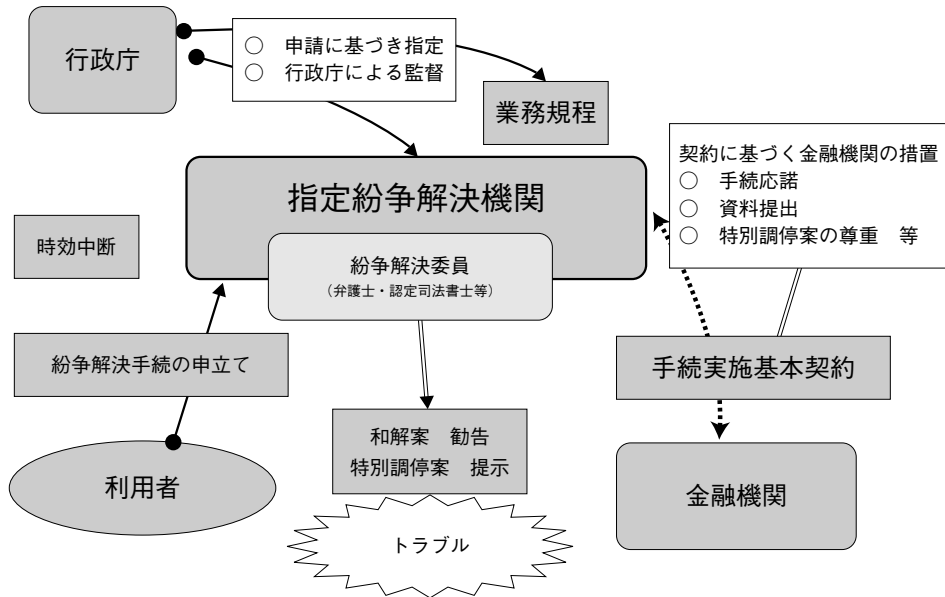 行政庁
○　申請に基づき指定
○　行政庁による監督
業務規程
契約に基づく金融機関の措置
○　手続応諾
○　資料提出
○　特別調停案の尊重　等
指定紛争解決機関
時効中断
紛争解決委員
（弁護士・認定司法書士等）
紛争解決手続の申立て
手続実施基本契約
和解案　勧告
特別調停案　提示
利用者
金融機関
トラブル